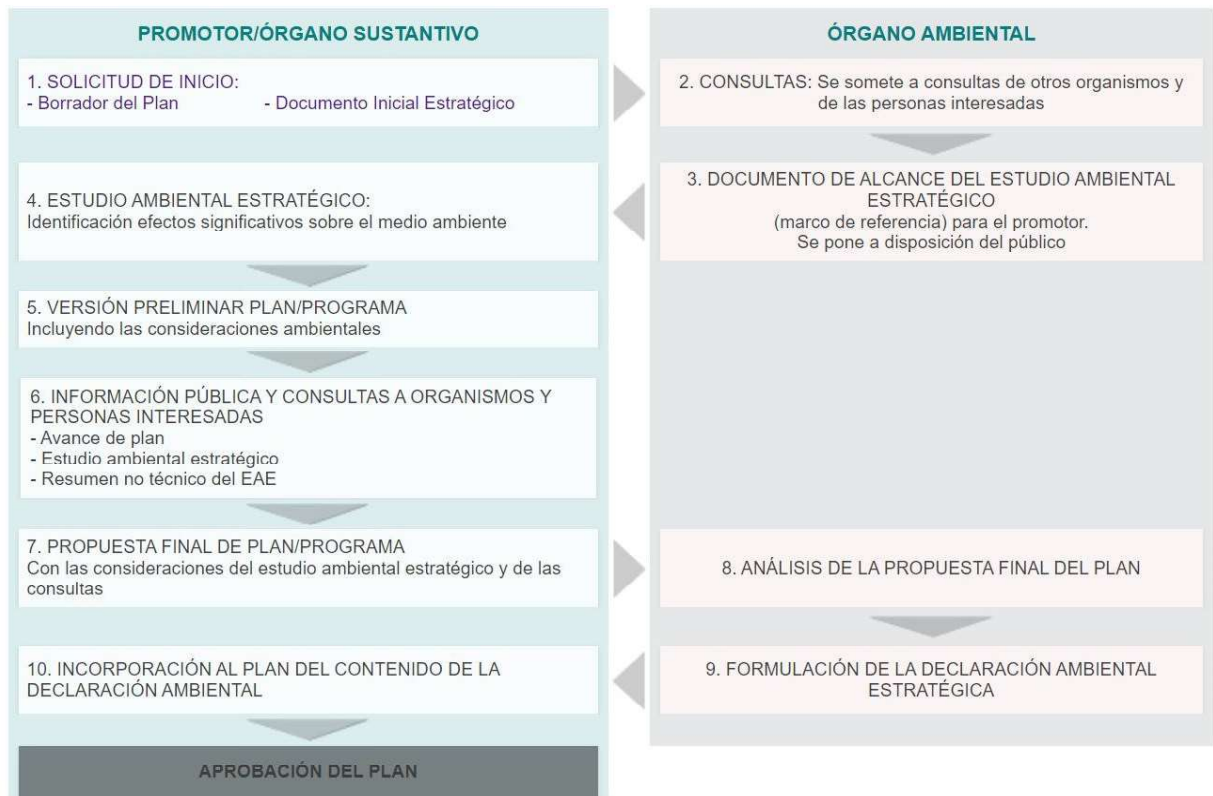 PROMOTOR/ÓRGANO SUSTANTIVO
ÓRGANO AMBIENTAL
1. SOLICITUD DE INICIO:
- Borrador del Plan - Documento Inicial Estratégico
2. CONSULTAS: Se somete a consultas de otros organismos y
de las personas interesadas
3. DOCUMENTO DE ALCANCE DEL ESTUDIO AMBIENTAL
ESTRATÉGICO
(marco de referencia) para el promotor.
Se pone a disposición del público
4. ESTUDIO AMBIENTAL ESTRATÉGICO:
Identificación efectos significativos sobre el medio ambiente
5. VERSIÓN PRELIMINAR PLAN/PROGRAMA
Incluyendo las consideraciones ambientales
6. INFORMACIÓN PÚBLICA Y CONSULTAS A ORGANISMOS Y
PERSONAS INTERESADAS
- Avance de plan
- Estudio ambiental estratégico
- Resumen no técnico del EAE
7. PROPUESTA FINAL DE PLAN/PROGRAMA
Con las consideraciones del estudio ambiental estratégico y de las
consultas
8. ANÁLISIS DE LA PROPUESTA FINAL DEL PLAN
9. FORMULACIÓN DE LA DECLARACIÓN AMBIENTAL
ESTRATÉGICA
10. INCORPORACIÓN AL PLAN DEL CONTENIDO DE LA
DECLARACIÓN AMBIENTAL
APROBACIÓN DEL PLAN